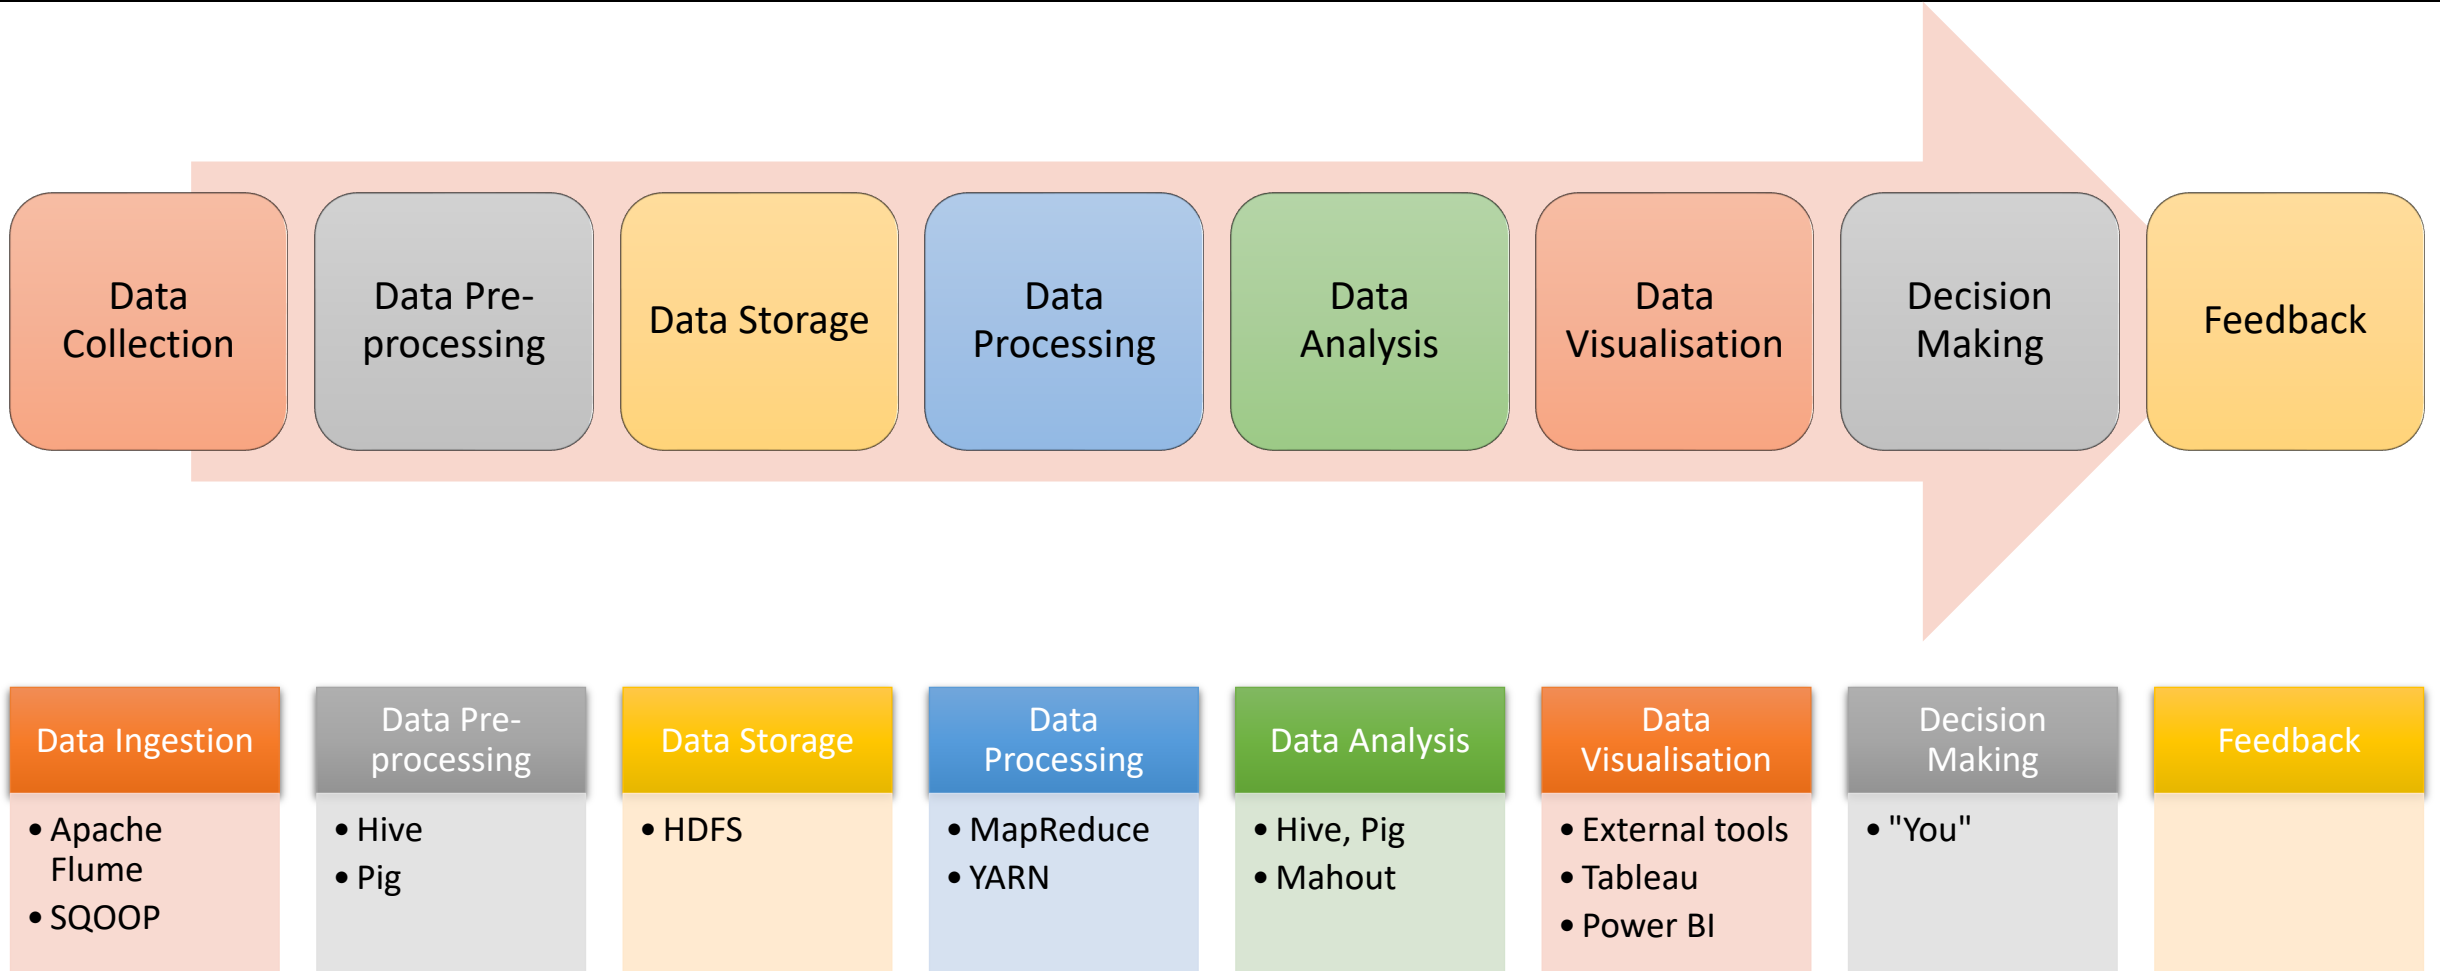 Data
Collection
Data Pre-
processing
Data Storage
Data
Processing
Data
Analysis
Data
Visualisation
Decision
Making
Feedback
Data Ingestion
• Apache
Flume
• SQOOP
Data Pre-
processing
• Hive
• Pig
Data Storage
• HDFS
Data
Processing
• MapReduce
• YARN
Data Analysis
• Hive, Pig
• Mahout
Data
Visualisation
• External tools
• Tableau
• Power BI
Decision
Making
• "You"
Feedback